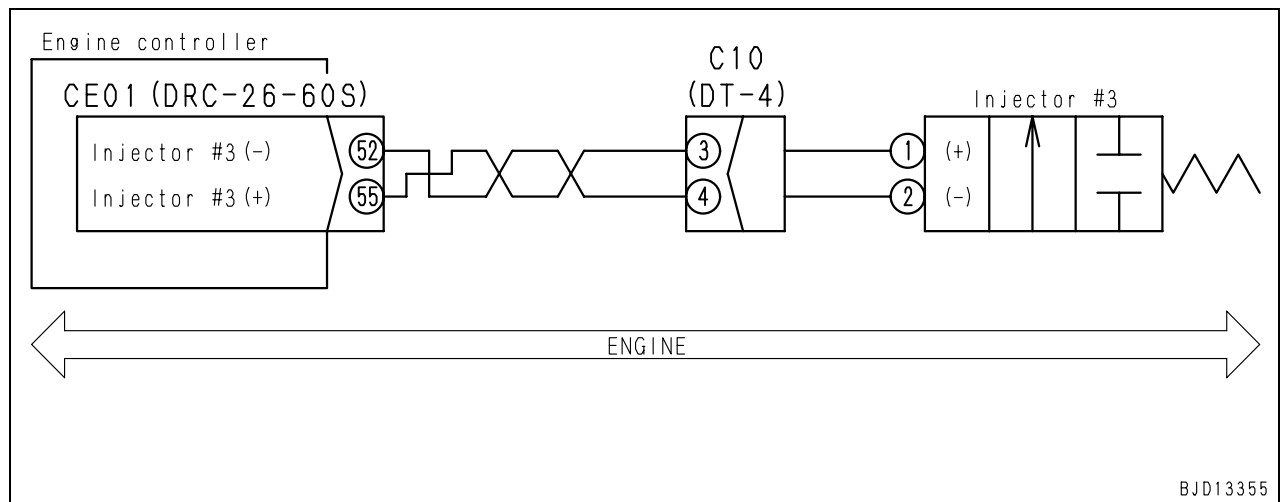 Engine controller
CE01 (DRC-26-60S)
Injector #3 (-)
52
Injector #3 (+)
55
C10
(DT-4)
3
4
Injector #3
1 (+)
2 (-)
ENGINE
BJD13355